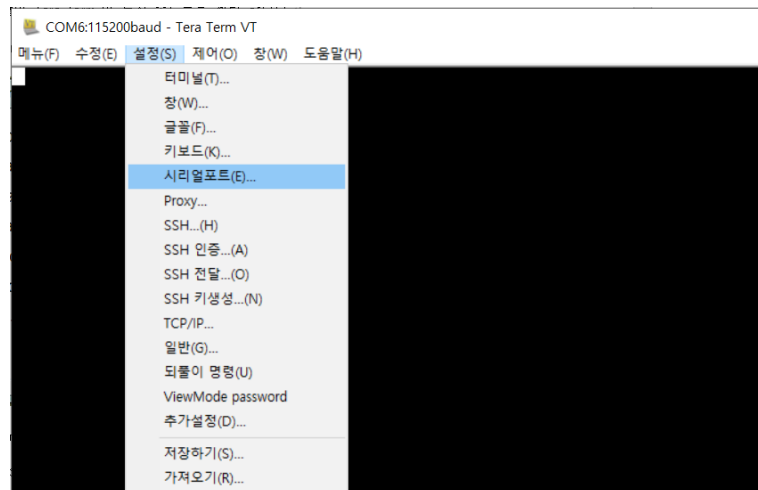 COM6:115200baud - Tera Term VT
메뉴(F) 수정(E) 설정(S) 제어(O) 창(W) 도움말(H)
터미널(T)...
창(W)...
글꼴(F)...
키보드(K)...
시리얼포트(E)...
Proxy...
SSH...(H)
SSH 인증...(A)
SSH 전달...(O)
SSH 키생성...(N)
TCP/IP...
일반(G)...
되풀이 명령(U)
ViewMode password
추가설정(D)...
저장하기(S)...
가져오기(R)...